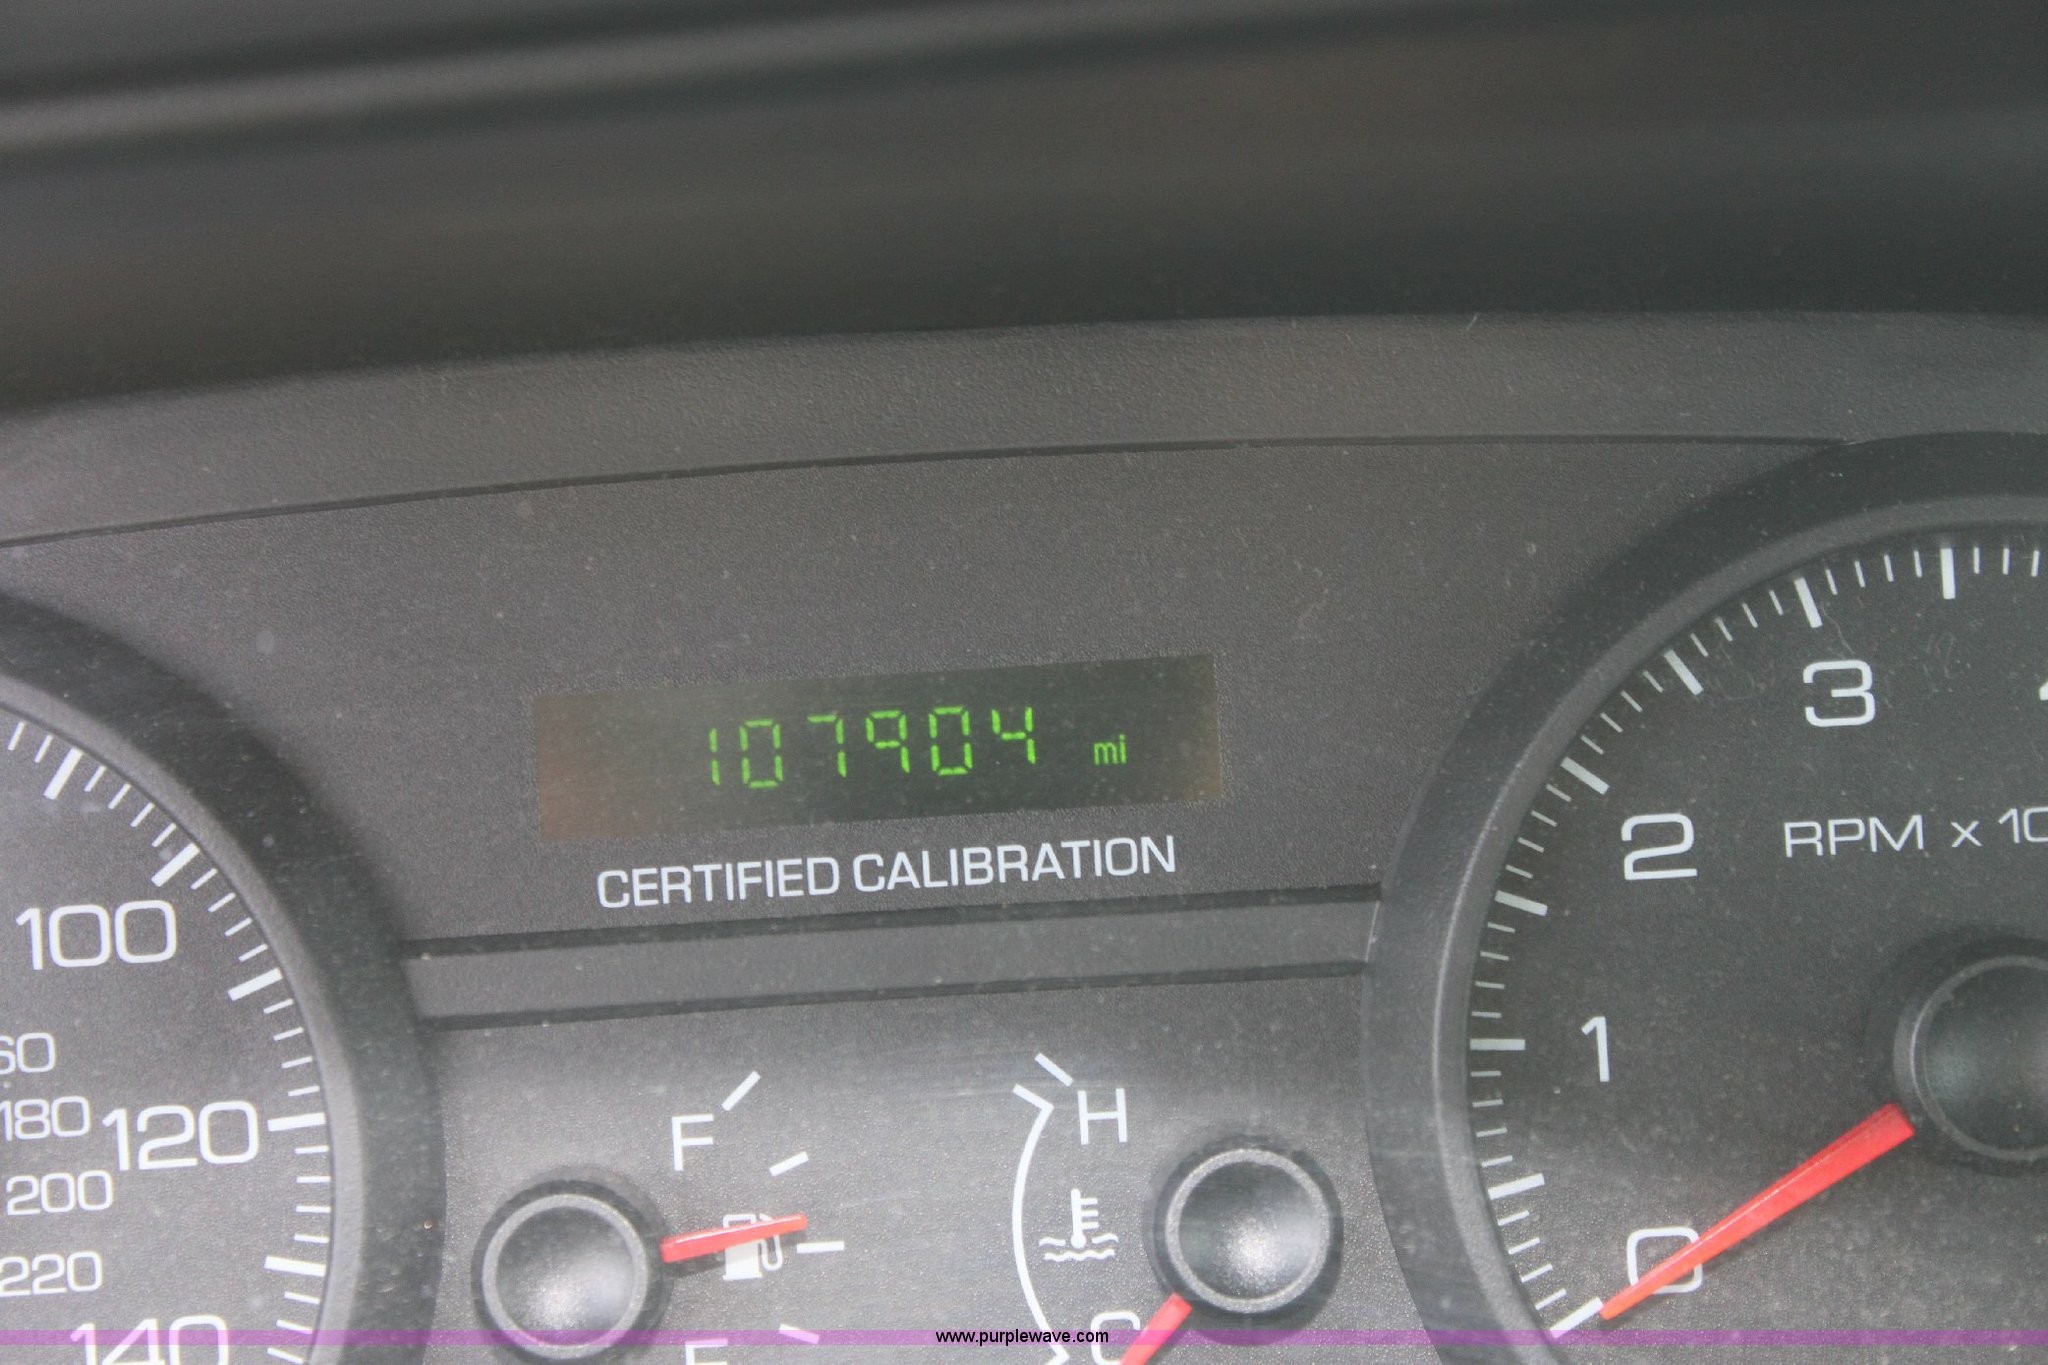 107904 mi
CERTIFIED CALIBRATION
100
180
120
200
220
140
F
H
C
3
2
RPM x 10
1
0
www.purplewave.com